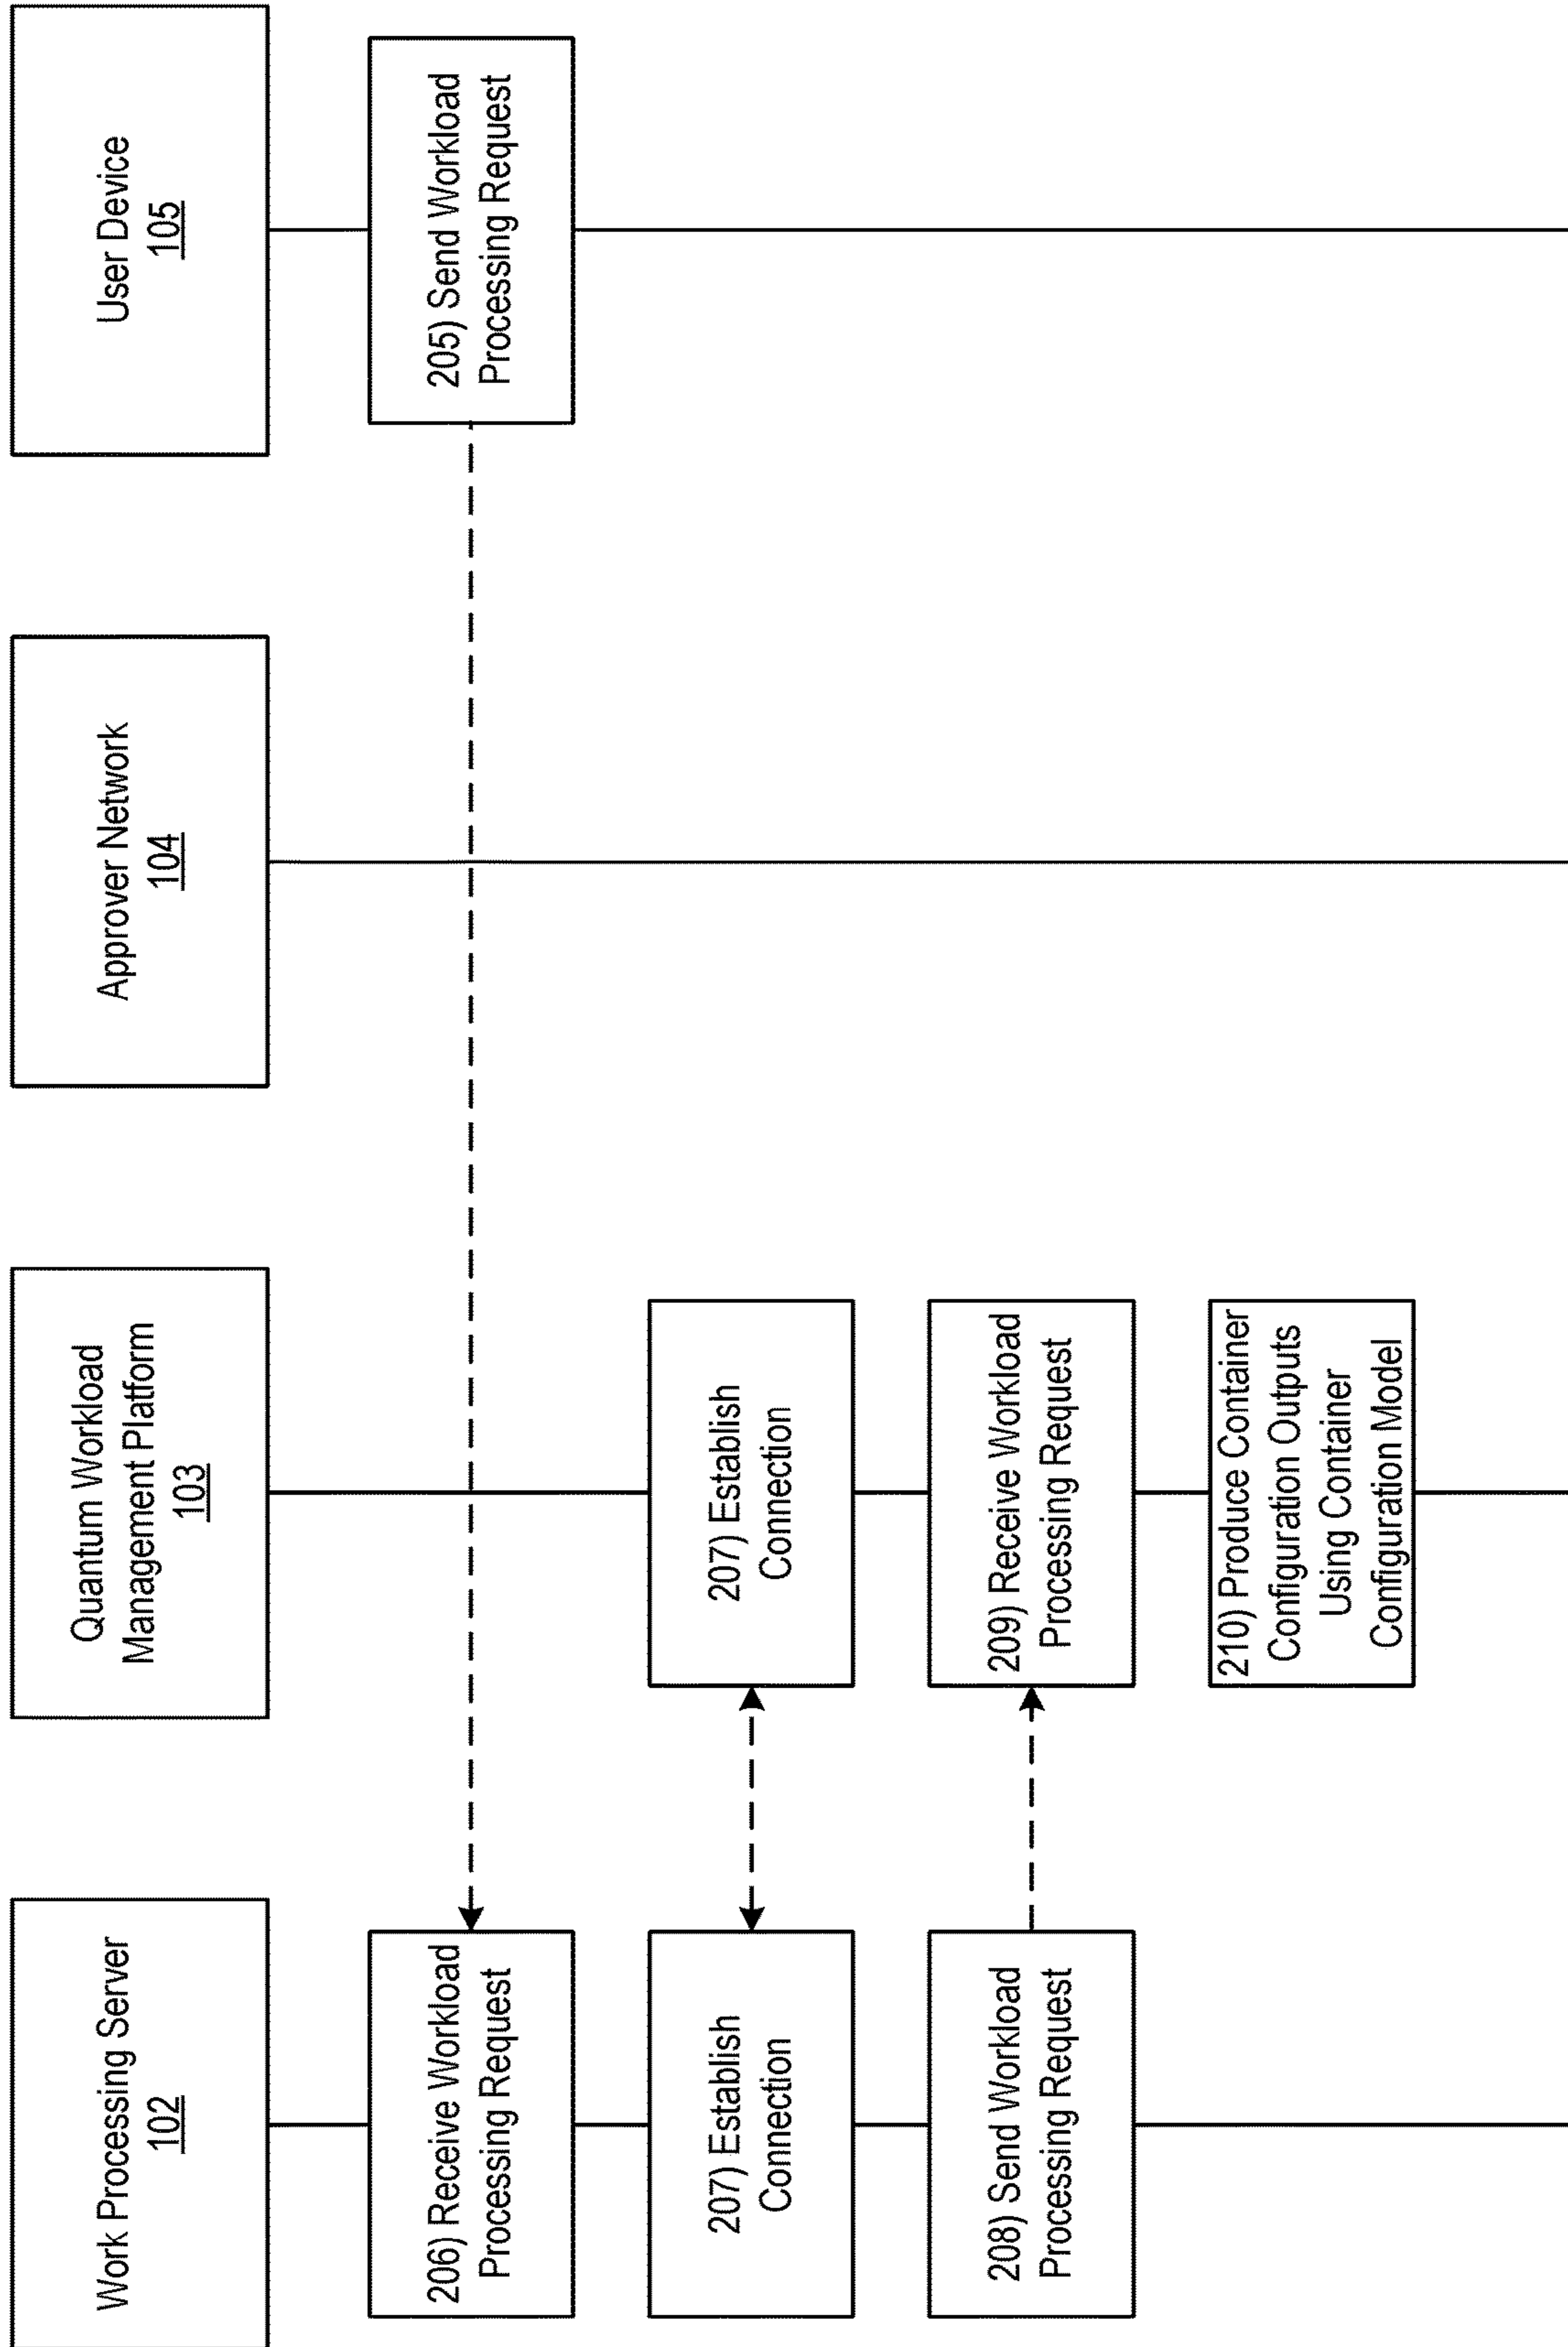 Work Processing Server
102
Quantum Workload
Management Platform
103
Approver Network
104
User Device
105
205) Send Workload
Processing Request
206) Receive Workload
Processing Request
207) Establish
Connection
207) Establish
Connection
208) Send Workload
Processing Request
209) Receive Workload
Processing Request
210) Produce Container
Configuration Outputs
Using Container
Configuration Model